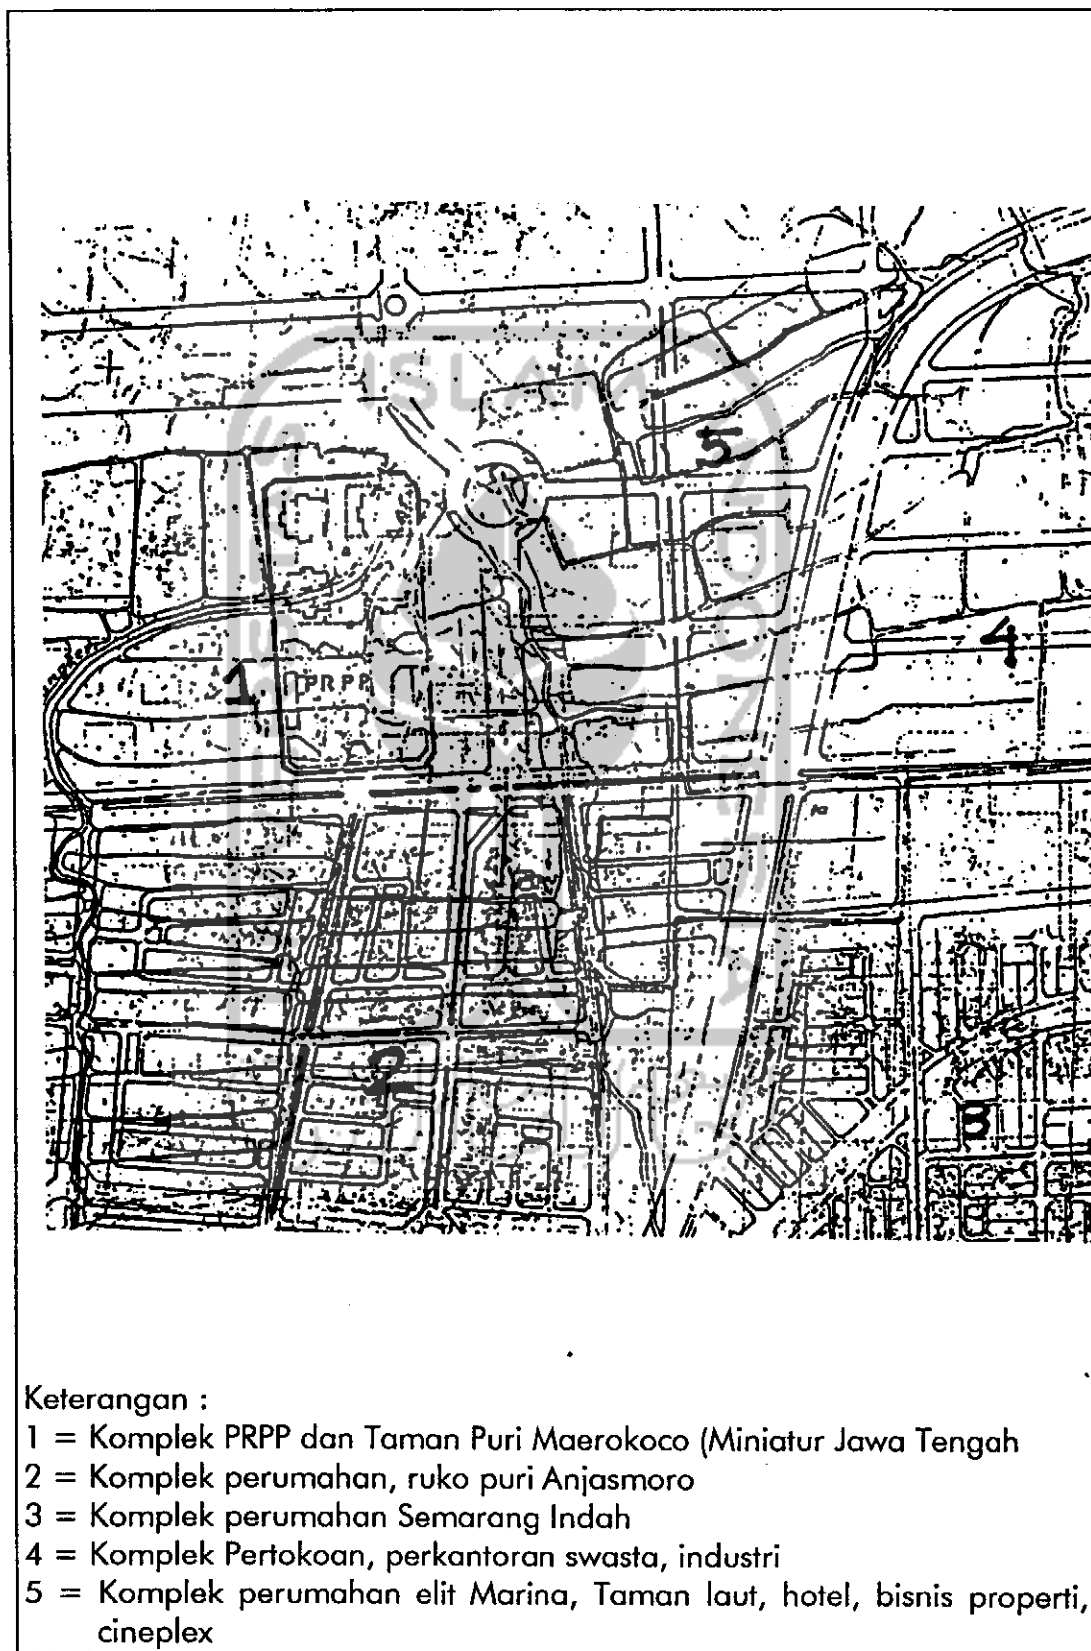 ISLAM
5
4
1
PRPP
2
3
Keterangan :
1 = Komplek PRPP dan Taman Puri Maerokoco (Miniatur Jawa Tengah
2 = Komplek perumahan, ruko puri Anjasmoro
3 = Komplek perumahan Semarang Indah
4 = Komplek Pertokoan, perkantoran swasta, industri
5 = Komplek perumahan elit Marina, Taman laut, hotel, bisnis properti,
cineplex